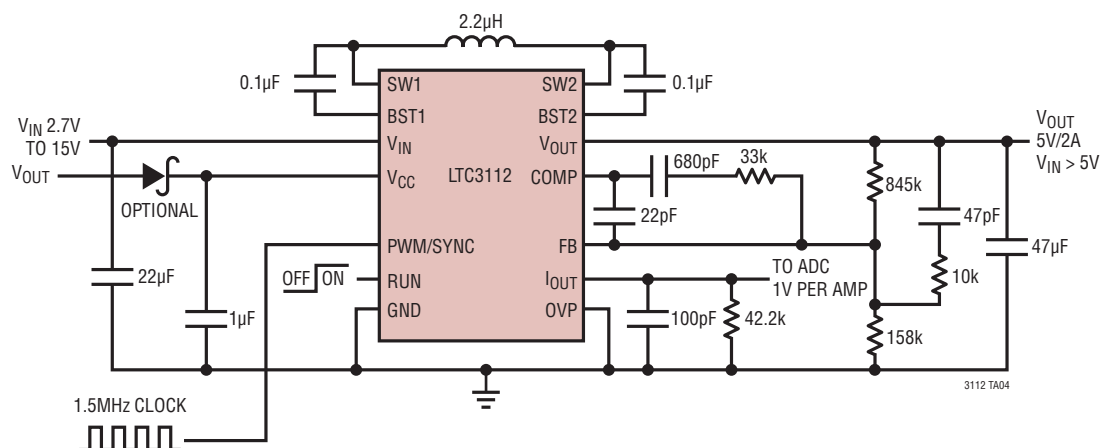 2.2µH
0.1µF
SW1
SW2
0.1µF
BST1
BST2
V_IN 2.7V
TO 15V
V_IN
V_OUT
V_OUT
5V/2A
V_IN > 5V
V_OUT
OPTIONAL
V_CC
LTC3112
COMP
680pF
33k
845k
22pF
47pF
PWM/SYNC
FB
47µF
22µF
OFF
ON
RUN
I_OUT
TO ADC
1V PER AMP
10k
1µF
GND
OVP
100pF
42.2k
158k
3112 TA04
1.5MHz CLOCK